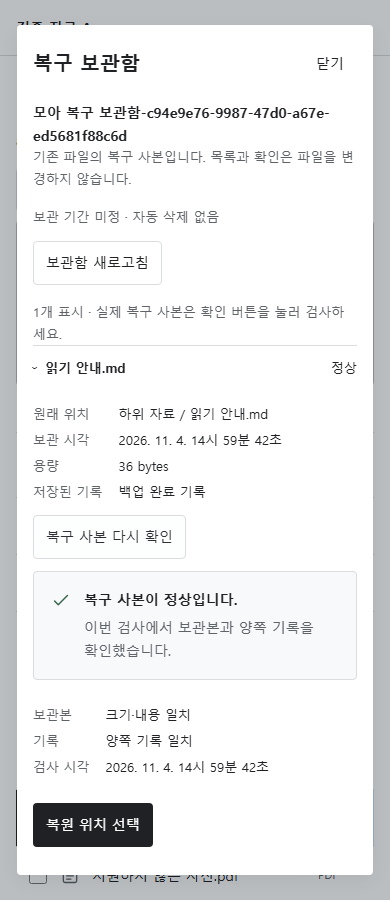 복구 보관함
닫기
모아 복구 보관함-c94e9e76-9987-47d0-a67e-
ed5681f88c6d
기존 파일의 복구 사본입니다. 목록과 확인은 파일을 변
경하지 않습니다.
보관 기간 미정 · 자동 삭제 없음
보관함 새로고침
1개 표시 · 실제 복구 사본은 확인 버튼을 눌러 검사하
세요.
읽기 안내.md 정상
원래 위치 하위 자료 / 읽기 안내.md
보관 시각 2026. 11. 4. 14시 59분 42초
용량 36 bytes
저장된 기록 백업 완료 기록
복구 사본 다시 확인
복구 사본이 정상입니다.
이번 검사에서 보관본과 양쪽 기록을
확인했습니다.
보관본 크기·내용 일치
기록 양쪽 기록 일치
검사 시각 2026. 11. 4. 14시 59분 42초
복원 위치 선택